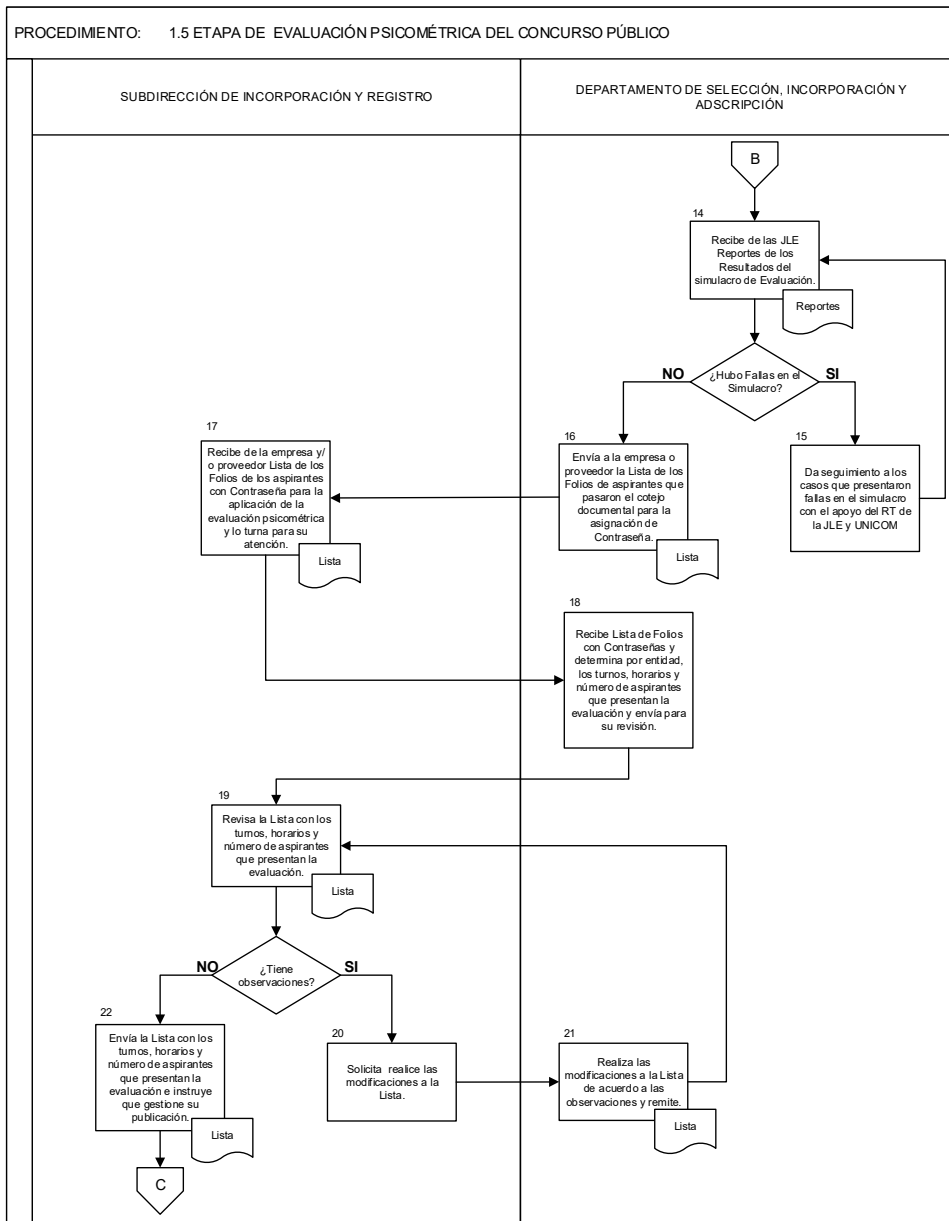 PROCEDIMIENTO: 1.5 ETAPA DE EVALUACIÓN PSICOMÉTRICA DEL CONCURSO PÚBLICO
SUBDIRECCIÓN DE INCORPORACIÓN Y REGISTRO
DEPARTAMENTO DE SELECCIÓN, INCORPORACIÓN Y
ADSCRIPCIÓN
B
14
Recibe de las JLE
Reportes de los
Resultados del
simulacro de Evaluación.
Reportes
¿Hubo Fallas en el
Simulacro?
NO
SI
15
Da seguimiento a los
casos que presentaron
fallas en el simulacro
con el apoyo del RT de
la JLE y UNICOM
16
Envía a la empresa o
proveedor la Lista de los
Folios de aspirantes que
pasaron el cotejo
documental para la
asignación de
Contraseña.
Lista
17
Recibe de la empresa y/
o proveedor Lista de los
Folios de los aspirantes
con Contraseña para la
aplicación de la
evaluación psicométrica
y lo turna para su
atención.
Lista
18
Recibe Lista de Folios
con Contraseñas y
determina por entidad,
los turnos, horarios y
número de aspirantes
que presentan la
evaluación y envía para
su revisión.
19
Revisa la Lista con los
turnos, horarios y
número de aspirantes
que presentan la
evaluación.
Lista
¿Tiene
observaciones?
NO
SI
20
Solicita realice las
modificaciones a la
Lista.
21
Realiza las
modificaciones a la Lista
de acuerdo a las
observaciones y remite.
Lista
22
Envía la Lista con los
turnos, horarios y
número de aspirantes
que presentan la
evaluación e instruye
que gestione su
publicación.
Lista
C